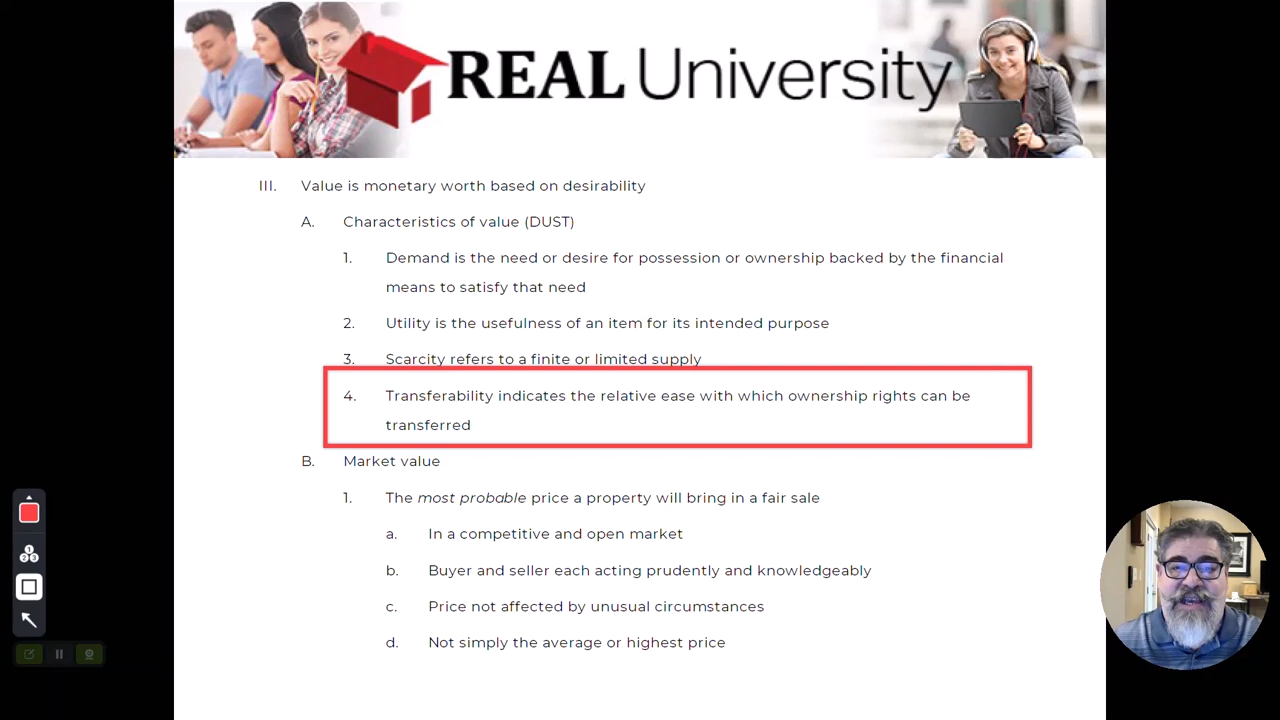 REAL University
III. Value is monetary worth based on desirability
A. Characteristics of value (DUST)
1. Demand is the need or desire for possession or ownership backed by the financial
means to satisfy that need
2. Utility is the usefulness of an item for its intended purpose
3. Scarcity refers to a finite or limited supply
4. Transferability indicates the relative ease with which ownership rights can be
transferred
B. Market value
1. The most probable price a property will bring in a fair sale
a. In a competitive and open market
b. Buyer and seller each acting prudently and knowledgeably
c. Price not affected by unusual circumstances
d. Not simply the average or highest price